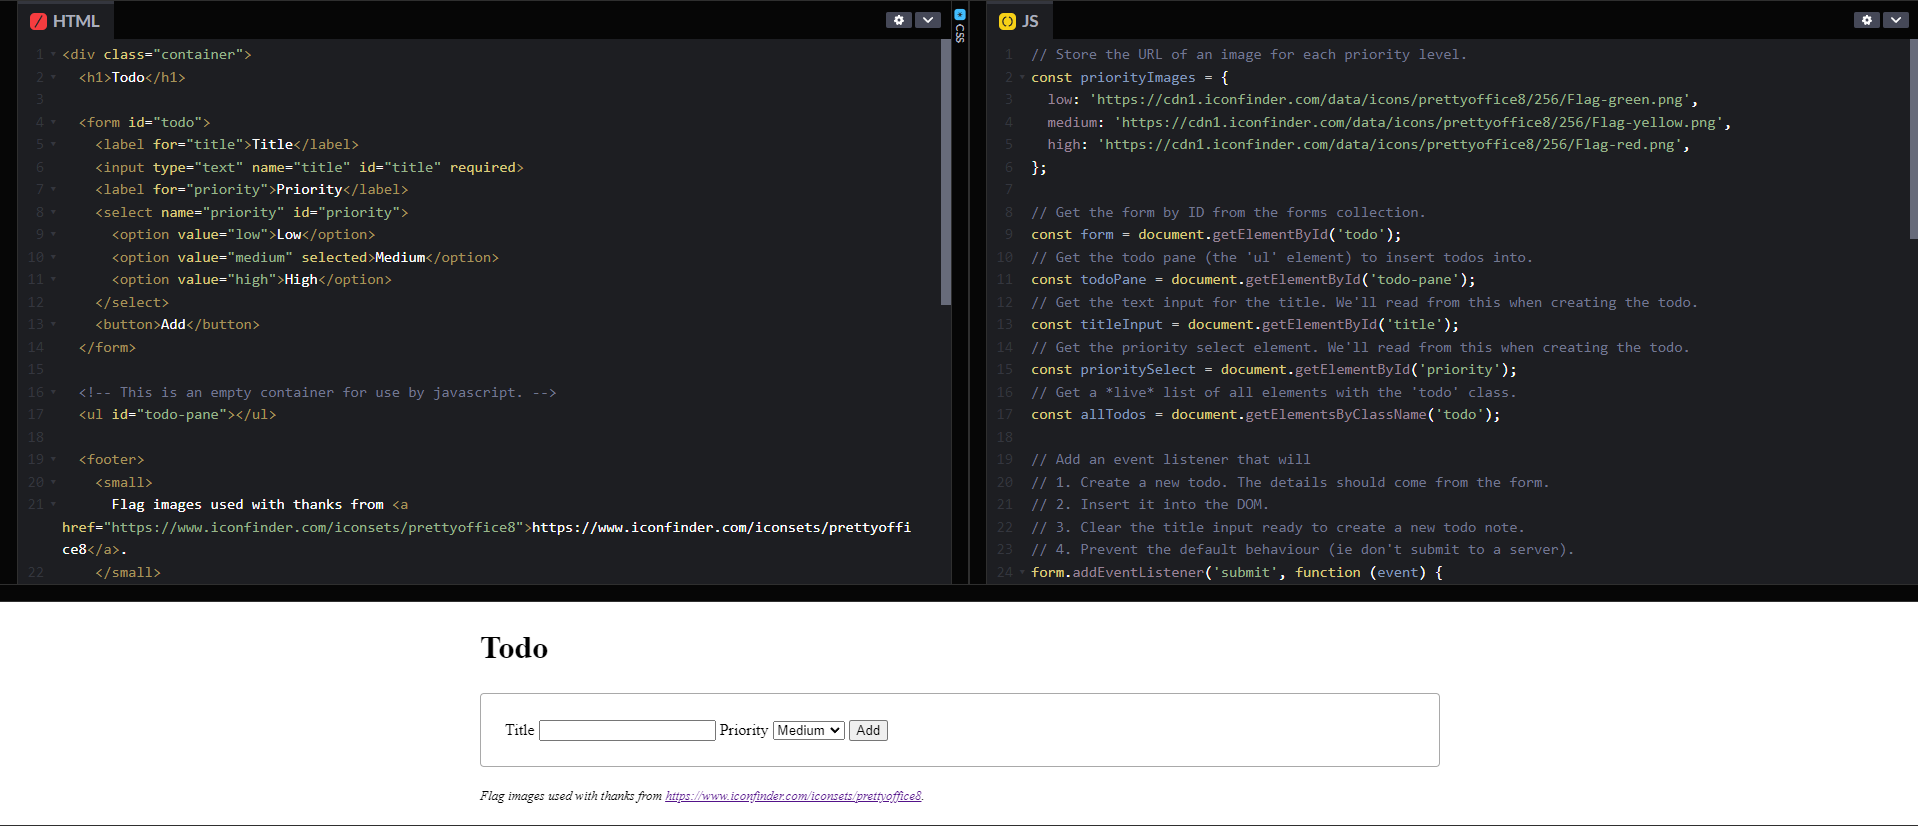 HTML
1 <div class="container">
2 <h1>Todo</h1>
3
4 <form id="todo">
5 <label for="title">Title</label>
6 <input type="text" name="title" id="title" required>
7 <label for="priority">Priority</label>
8 <select name="priority" id="priority">
9 <option value="low">Low</option>
10 <option value="medium" selected>Medium</option>
11 <option value="high">High</option>
12 </select>
13 <button>Add</button>
14 </form>
15
16 <!-- This is an empty container for use by javascript. -->
17 <ul id="todo-pane"></ul>
18
19 <footer>
20 <small>
21 Flag images used with thanks from <a
href="https://www.iconfinder.com/iconsets/prettyoffice8">https://www.iconfinder.com/iconsets/prettyoffi
ce8</a>.
22 </small>
CSS
JS
1 // Store the URL of an image for each priority level.
2 const priorityImages = {
3 low: 'https://cdn1.iconfinder.com/data/icons/prettyoffice8/256/Flag-green.png',
4 medium: 'https://cdn1.iconfinder.com/data/icons/prettyoffice8/256/Flag-yellow.png',
5 high: 'https://cdn1.iconfinder.com/data/icons/prettyoffice8/256/Flag-red.png',
6 };
7
8 // Get the form by ID from the forms collection.
9 const form = document.getElementById('todo');
10 // Get the todo pane (the 'ul' element) to insert todos into.
11 const todoPane = document.getElementById('todo-pane');
12 // Get the text input for the title. We'll read from this when creating the todo.
13 const titleInput = document.getElementById('title');
14 // Get the priority select element. We'll read from this when creating the todo.
15 const prioritySelect = document.getElementById('priority');
16 // Get a *live* list of all elements with the 'todo' class.
17 const allTodos = document.getElementsByClassName('todo');
18
19 // Add an event listener that will
20 // 1. Create a new todo. The details should come from the form.
21 // 2. Insert it into the DOM.
22 // 3. Clear the title input ready to create a new todo note.
23 // 4. Prevent the default behaviour (ie don't submit to a server).
24 form.addEventListener('submit', function (event) {
Todo
Title Priority Medium Add
Flag images used with thanks from https://www.iconfinder.com/iconsets/prettyoffice8.